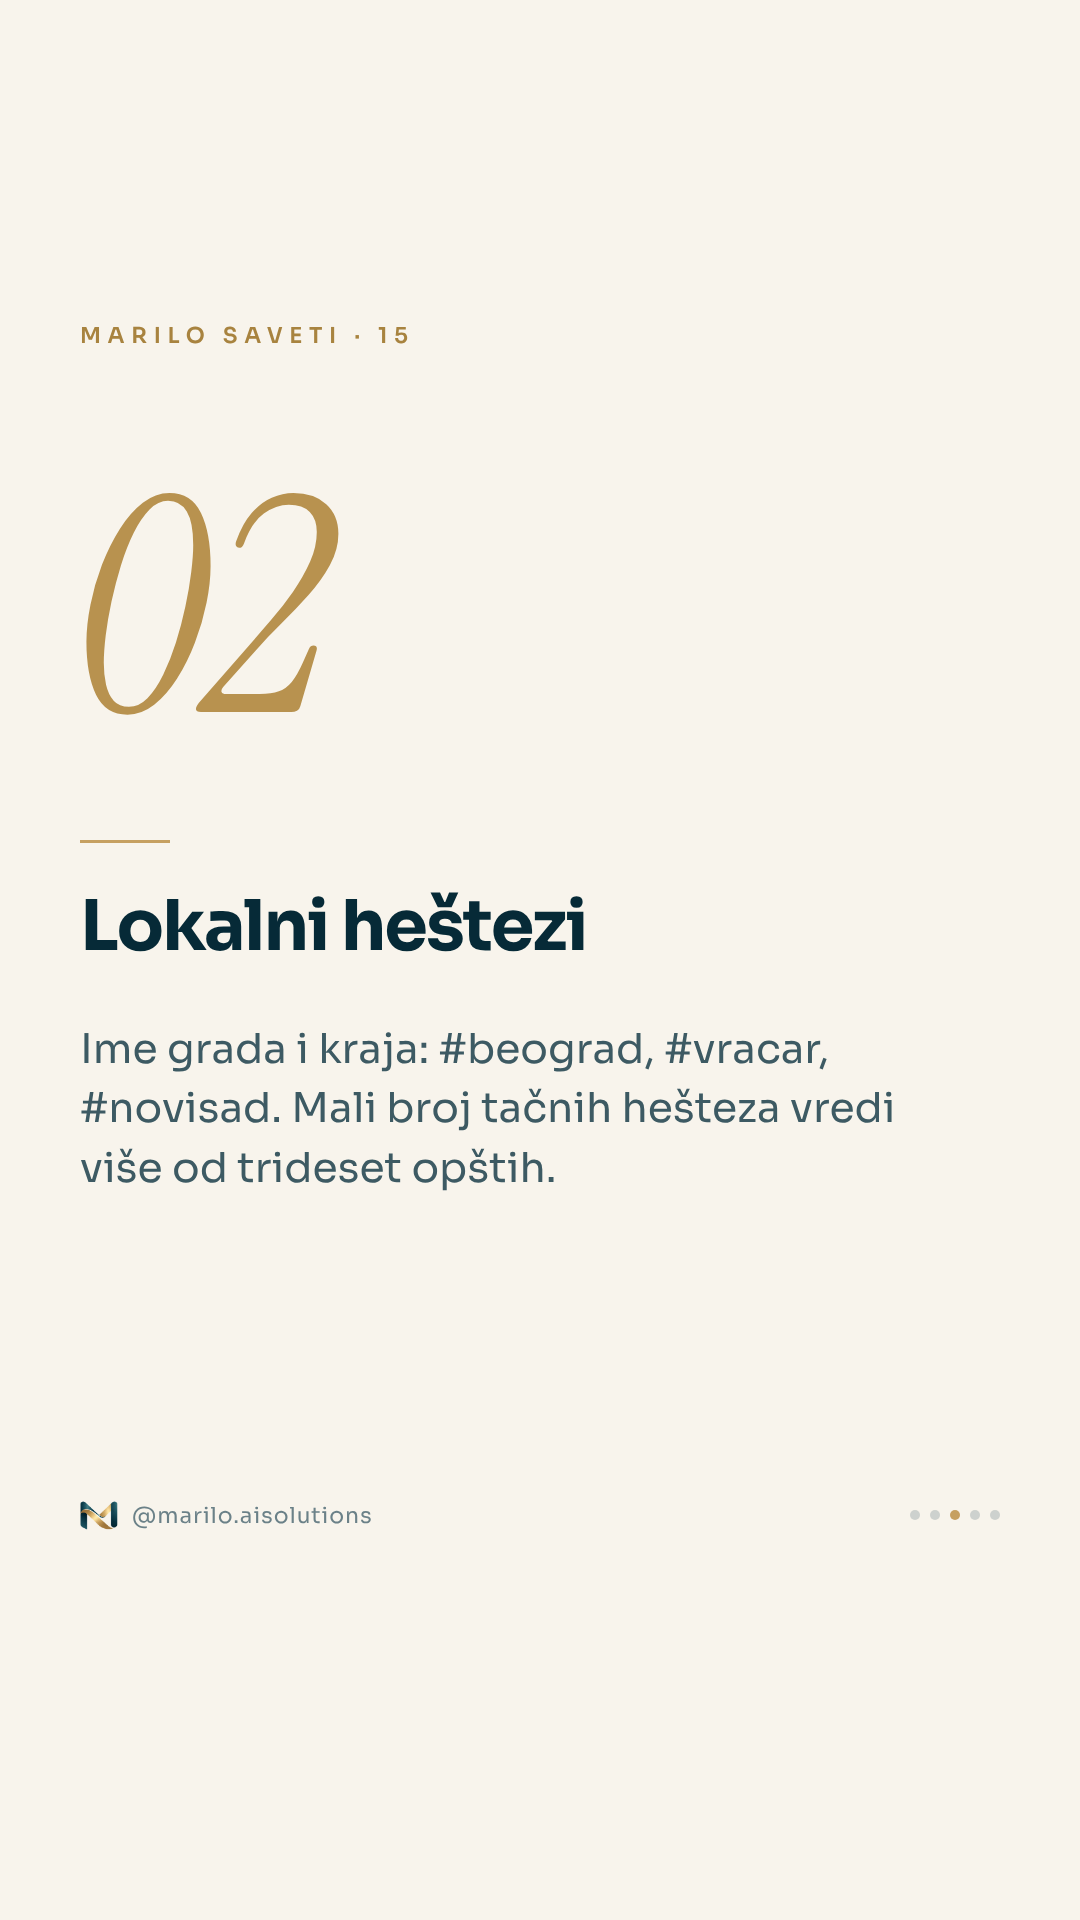 MARILO SAVETI · 15
02
Lokalni heštezi
Ime grada i kraja: #beograd, #vracar,
#novisad. Mali broj tačnih hešteza vredi
više od trideset opštih.
@marilo.aisolutions